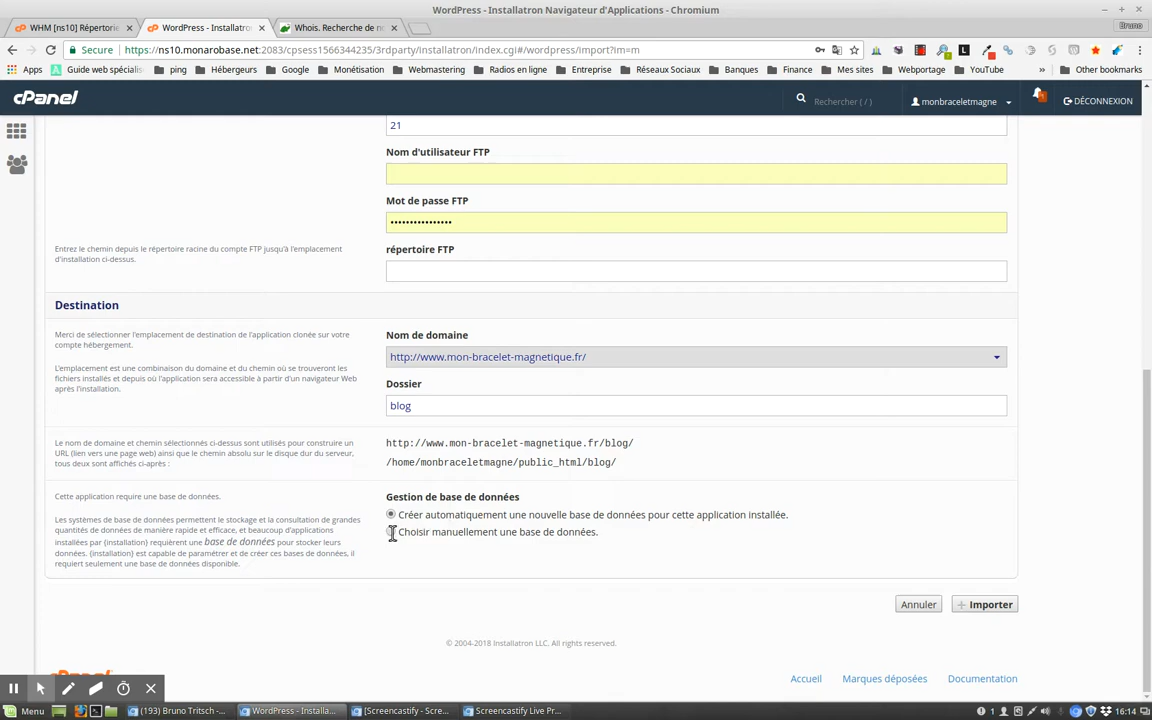 WordPress - Installatron Navigateur d'Applications - Chromium
WHM [ns10] Répertorie
WordPress - Installatro
Whois. Recherche de n
Bruno
Secure
https://ns10.monarobase.net:2083/cpsess1566344235/3rdparty/installatron/index.cgi#/wordpress/import?im=m
Apps
Guide web spécialis
ping
Hébergeurs
Google
Monétisation
Webmastering
Radios en ligne
Entreprise
Réseaux Sociaux
Banques
Finance
Mes sites
Webportage
YouTube
»
Other bookmarks
cPanel
Rechercher ( / )
monbraceletmagne
DÉCONNEXION
21
Nom d'utilisateur FTP
Mot de passe FTP
••••••••••••••••
Entrez le chemin depuis le répertoire racine du compte FTP jusqu'à l'emplacement
d'installation ci-dessus.
répertoire FTP
Destination
Merci de sélectionner l'emplacement de destination de l'application clonée sur votre
compte hébergement.
L'emplacement est une combinaison du domaine et du chemin où se trouveront les
fichiers installés et depuis où l'application sera accessible à partir d'un navigateur Web
après l'installation.
Nom de domaine
http://www.mon-bracelet-magnetique.fr/
Dossier
blog
Le nom de domaine et chemin sélectionnés ci-dessus sont utilisés pour construire un
URL (lien vers une page web) ainsi que le chemin absolu sur le disque dur du serveur,
tous deux sont affichés ci-après :
http://www.mon-bracelet-magnetique.fr/blog/
/home/monbraceletmagne/public_html/blog/
Cette application require une base de données.
Les systèmes de base de données permettent le stockage et la consultation de grandes
quantités de données de manière rapide et efficace, et beaucoup d'applications
installées par {installation} requièrent une base de données pour stocker leurs
données. {installation} est capable de paramétrer et de créer ces bases de données, il
requiert seulement une base de données disponible.
Gestion de base de données
Créer automatiquement une nouvelle base de données pour cette application installée.
Choisir manuellement une base de données.
Annuler
+ Importer
© 2004-2018 Installatron LLC. All rights reserved.
Accueil
Marques déposées
Documentation
Menu
(193) Bruno Tritsch -...
WordPress - Installa...
[Screencastify - Scre...
Screencastify Live Pr...
1
16:14